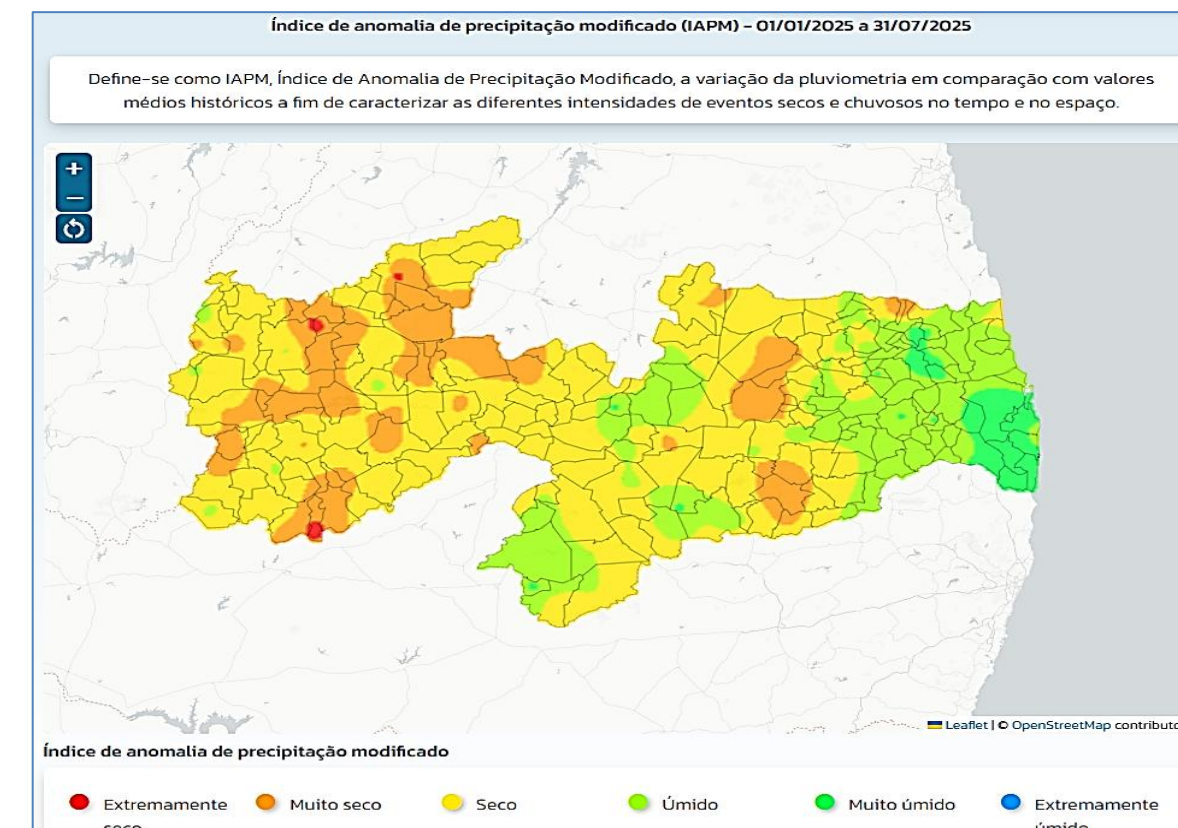 Índice de anomalia de precipitação modificado (IAPM) - 01/01/2025 a 31/07/2025
Define-se como IAPM, Índice de Anomalia de Precipitação Modificado, a variação da pluviometria em comparação com valores
médios históricos a fim de caracterizar as diferentes intensidades de eventos secos e chuvosos no tempo e no espaço.
+
−
Leaflet | © OpenStreetMap contributo
Índice de anomalia de precipitação modificado
Extremamente seco
Muito seco
Seco
Úmido
Muito úmido
Extremamente úmido